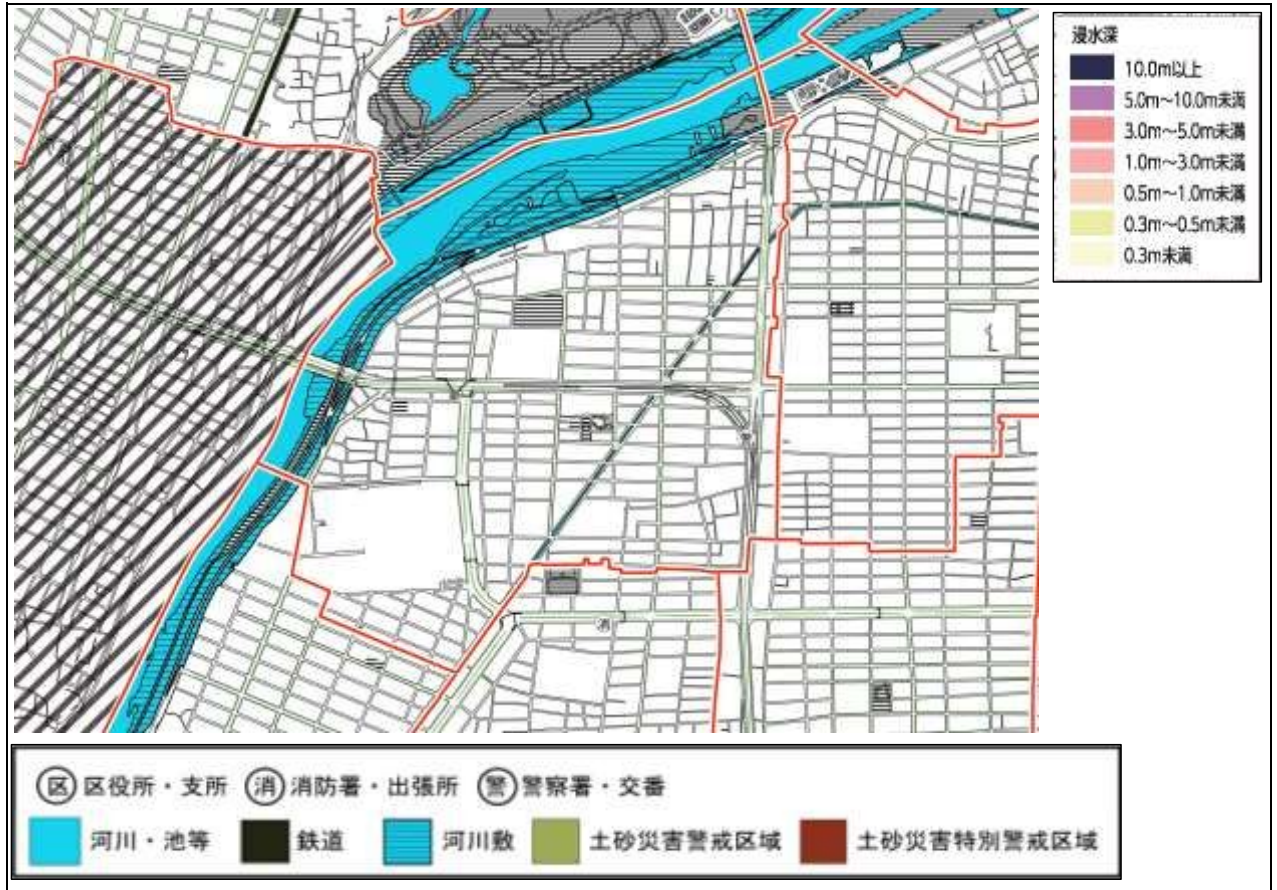 浸水深
10.0m以上
5.0m～10.0m未満
3.0m～5.0m未満
1.0m～3.0m未満
0.5m～1.0m未満
0.3m～0.5m未満
0.3m未満
消
区 区役所・支所 消 消防署・出張所 警 警察署・交番
河川・池等 鉄道 河川敷 土砂災害警戒区域 土砂災害特別警戒区域